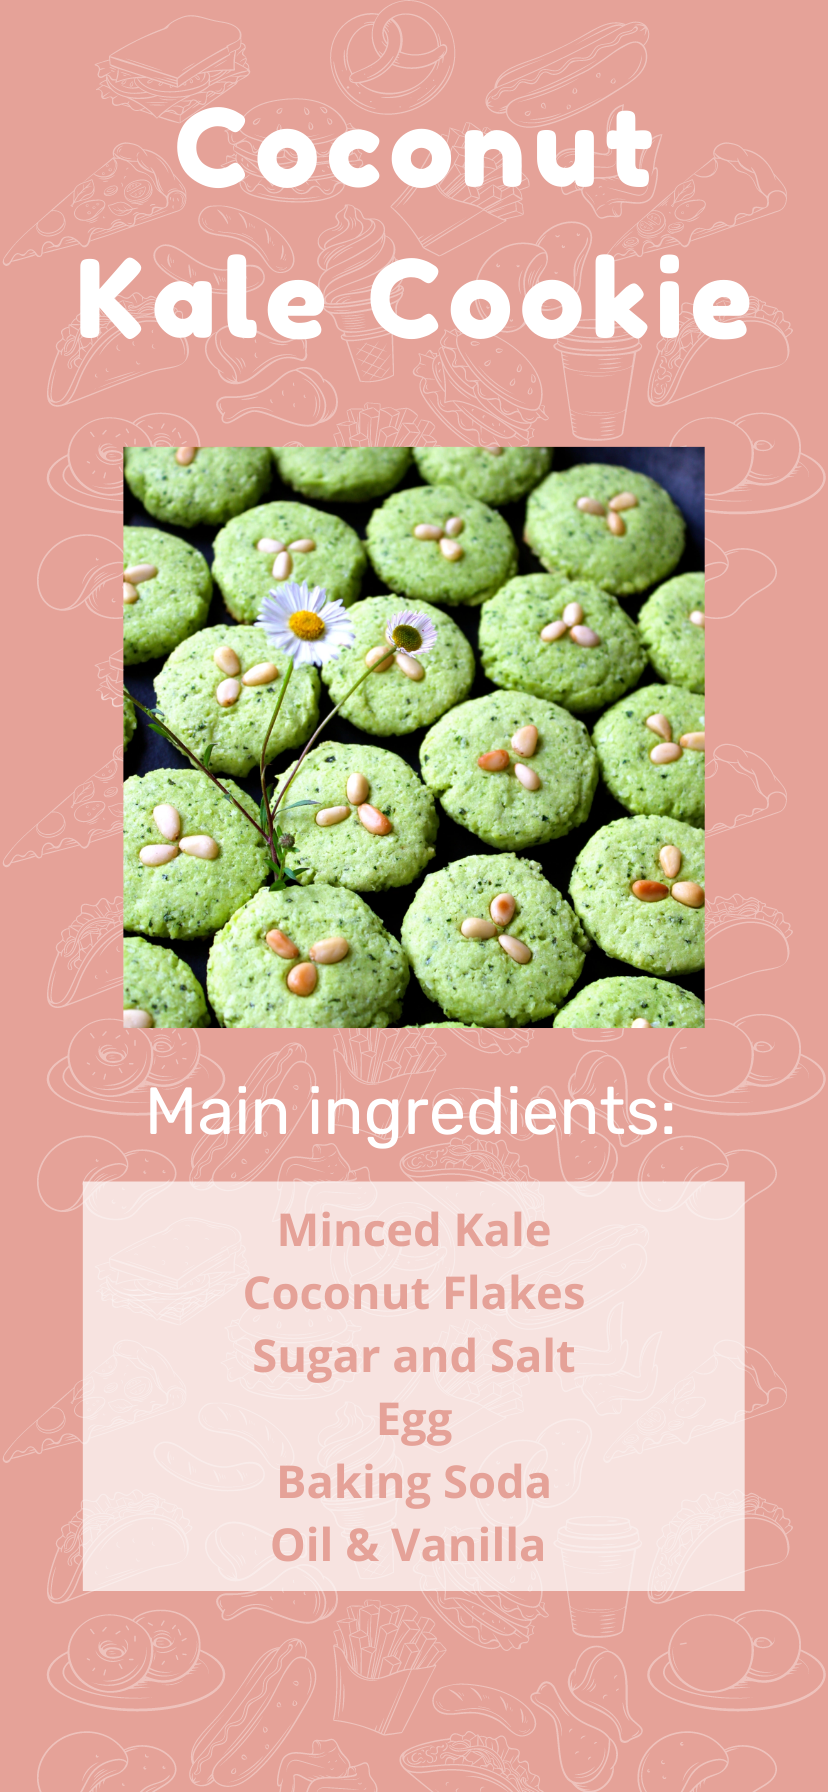 Coconut
Kale Cookie
Main ingredients:
Minced Kale
Coconut Flakes
Sugar and Salt
Egg
Baking Soda
Oil & Vanilla